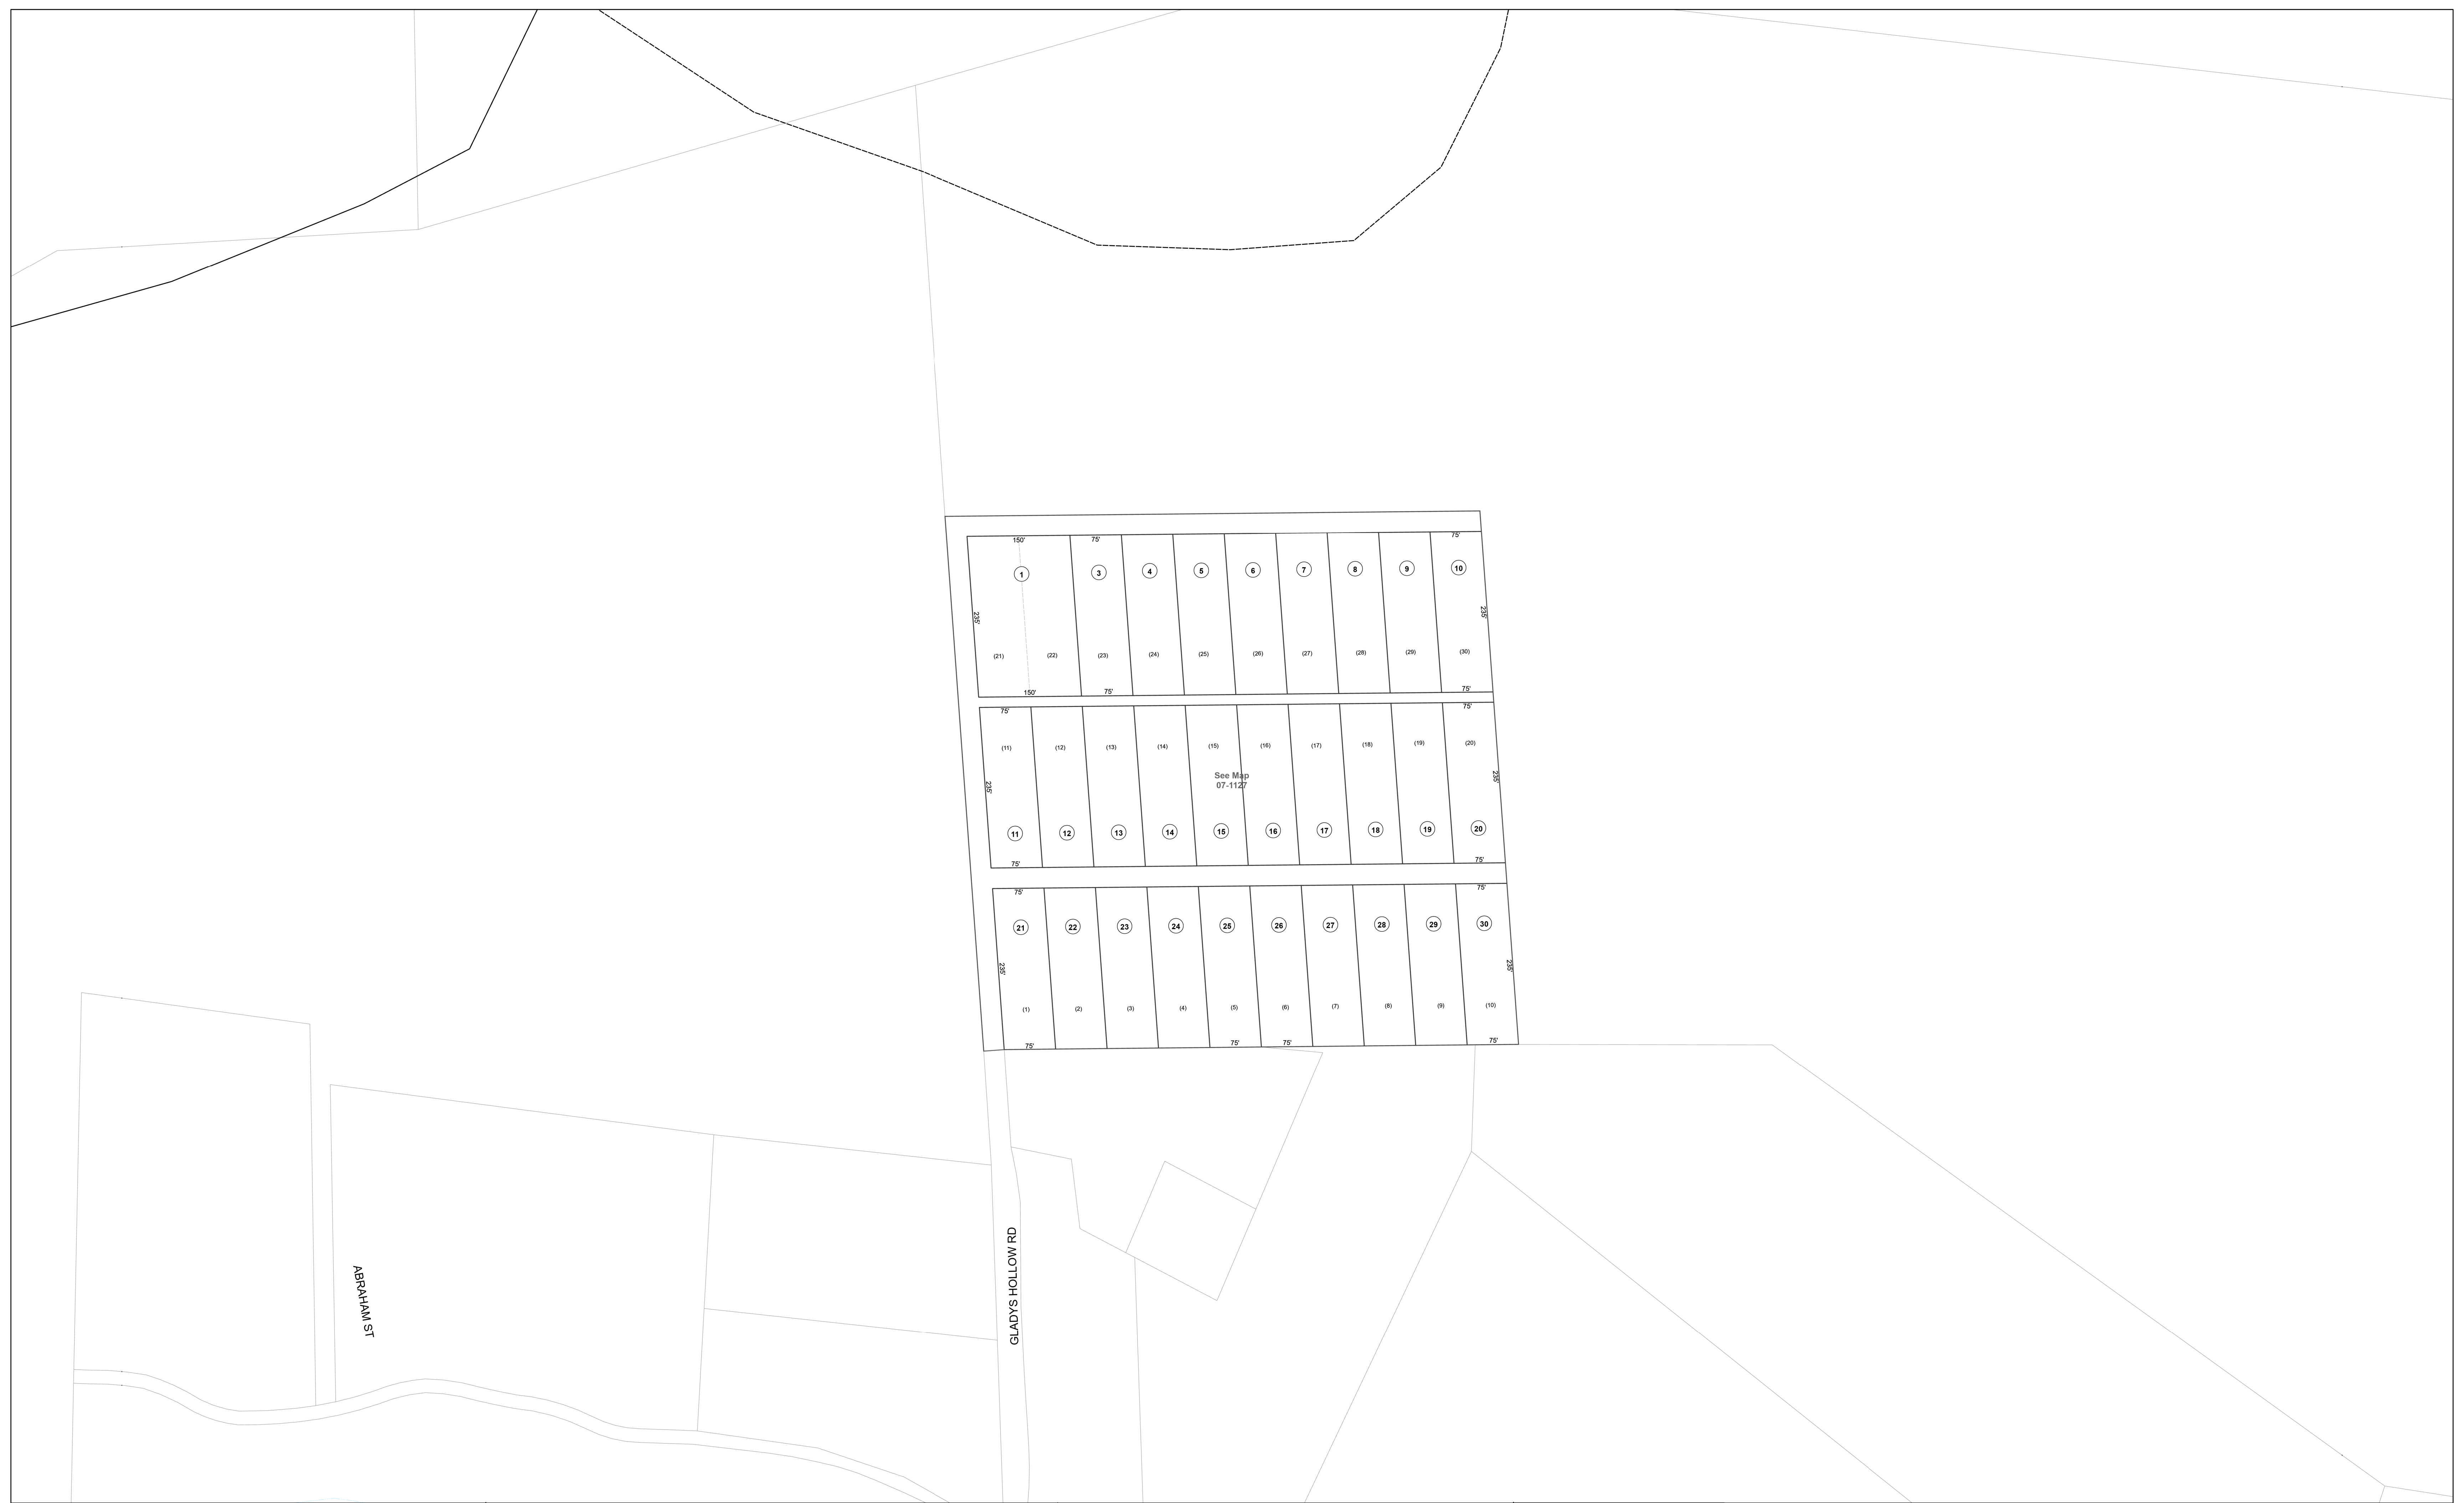 150' 75' 75'
1 3 4 5 6 7 8 9 10
235' 235'
(21) (22) (23) (24) (25) (26) (27) (28) (29) (30)
150' 75' 75'
75' 75'
(11) (12) (13) (14) (15) (16) (17) (18) (19) (20)
See Map
07-1127
235' 235'
11 12 13 14 15 16 17 18 19 20
75' 75'
75' 75'
21 22 23 24 25 26 27 28 29 30
235' 235'
(1) (2) (3) (4) (5) (6) (7) (8) (9) (10)
75' 75' 75' 75'
ABRAHAM ST
GLADYS HOLLOW RD